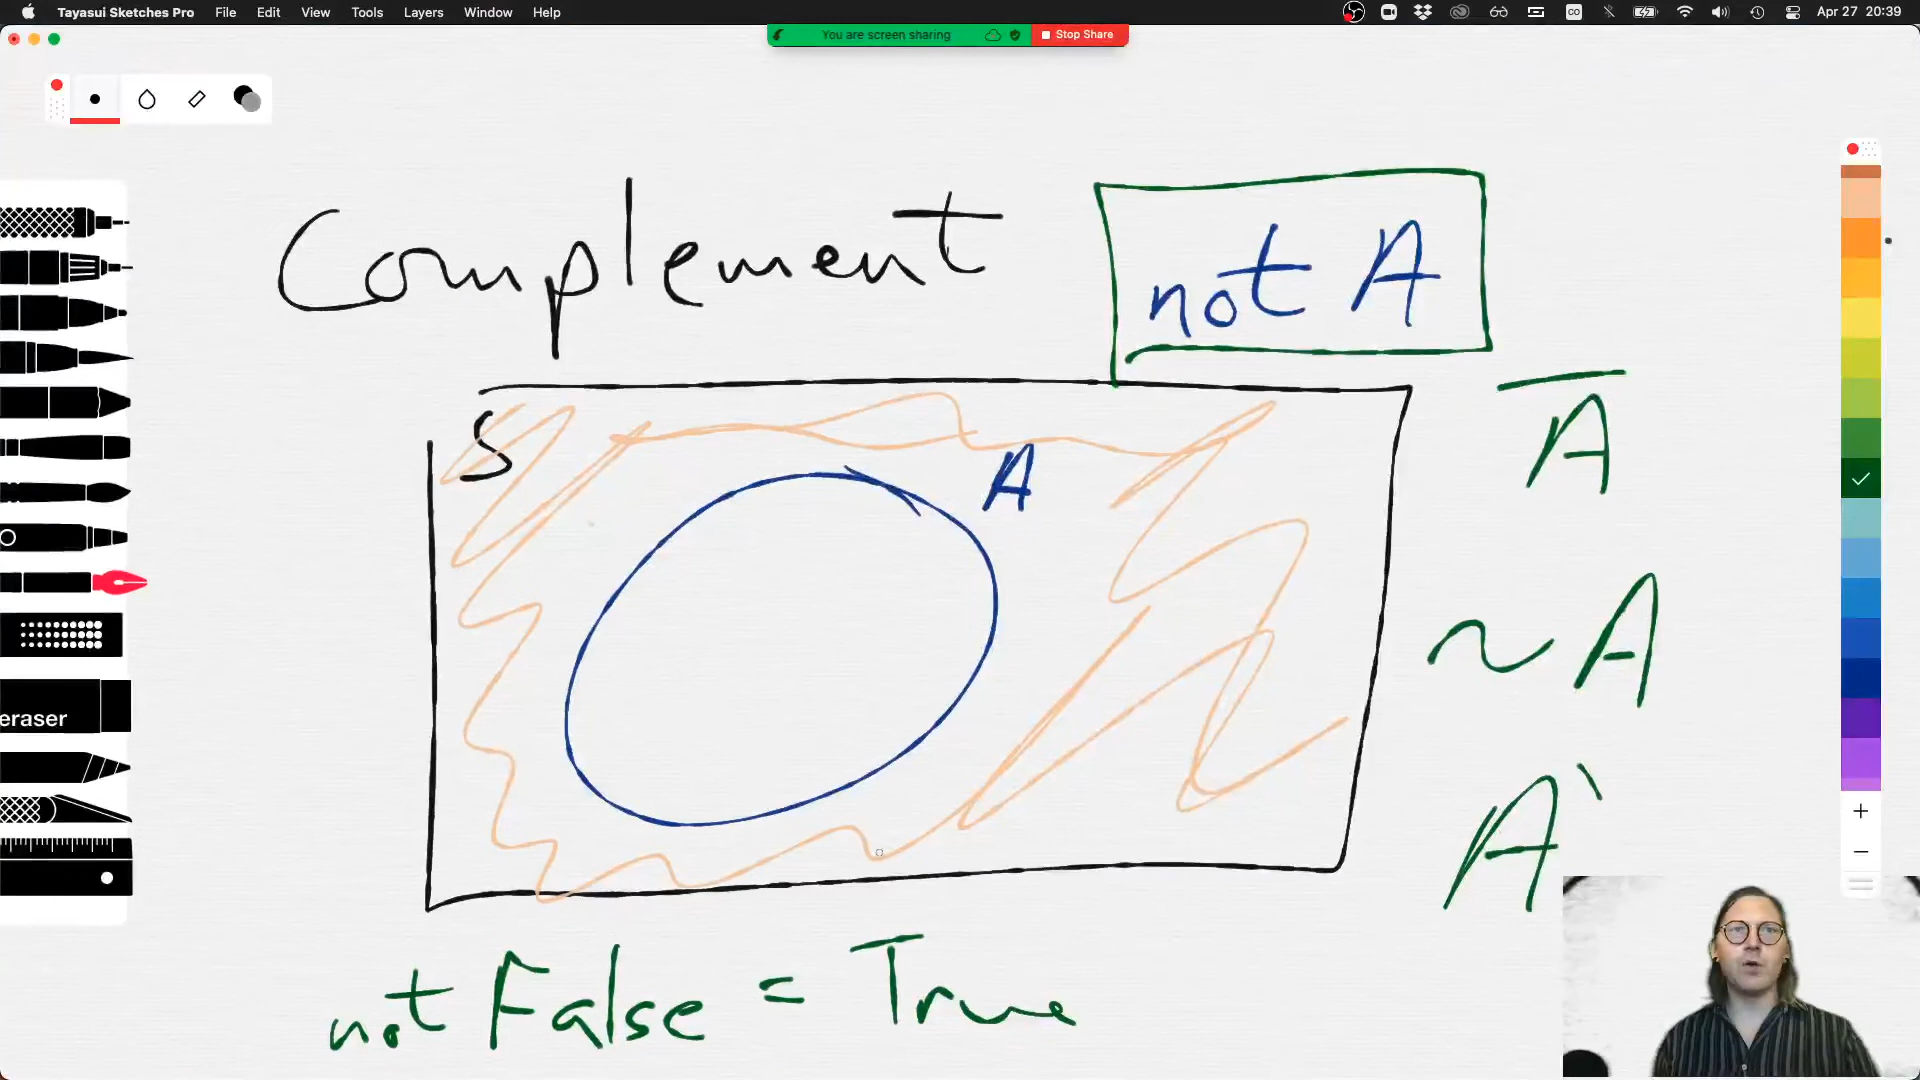 Tayasui Sketches Pro File Edit View Tools Layers Window Help
Apr 27 20:39
You are screen sharing Stop Share
Complement
not A
A̅
S
A
~A
A`
eraser
not False = True